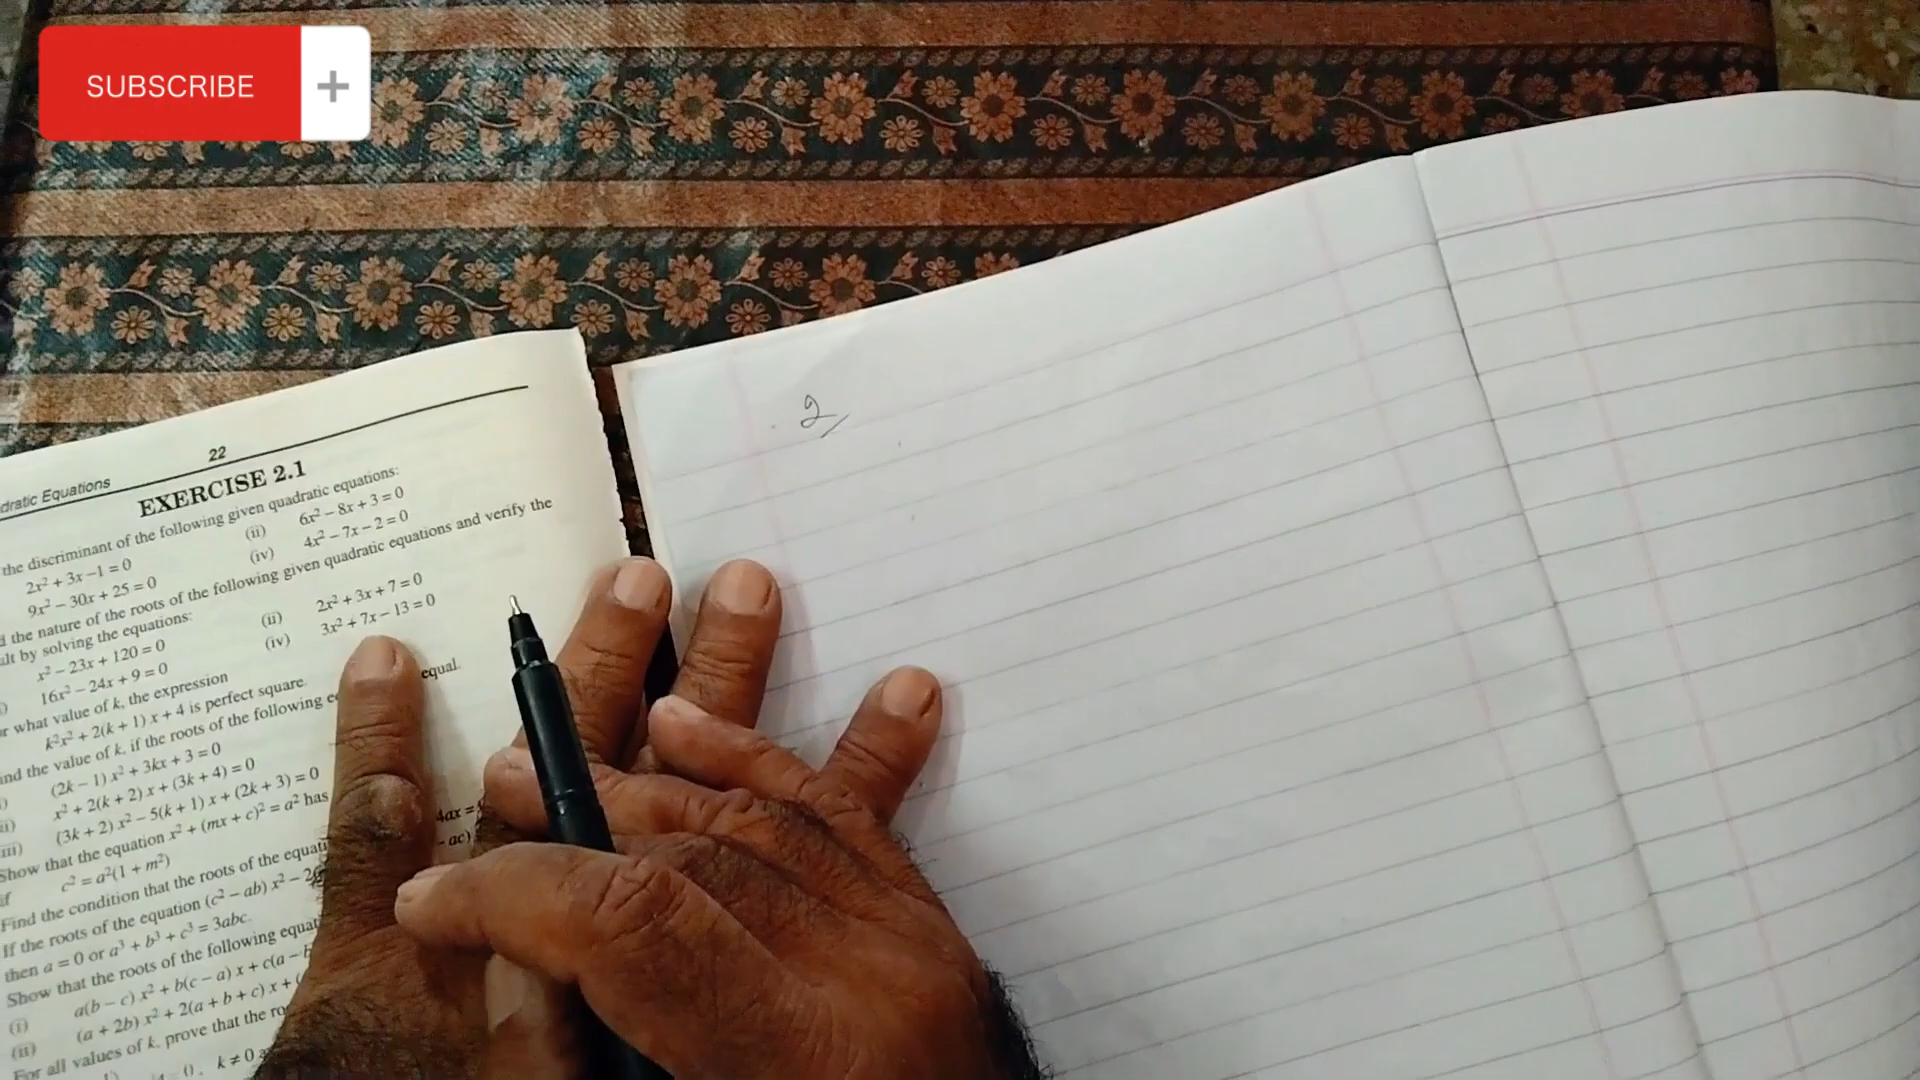 SUBSCRIBE +
dratic Equations 22
EXERCISE 2.1
the discriminant of the following given quadratic equations:
2x² + 3x – 1 = 0 (ii) 6x² – 8x + 3 = 0
9x² – 30x + 25 = 0 (iv) 4x² – 7x – 2 = 0
the nature of the roots of the following given quadratic equations and verify the
by solving the equations:
x² – 23x + 120 = 0 (ii) 2x² + 3x + 7 = 0
16x² – 24x + 9 = 0 (iv) 3x² + 7x – 13 = 0
what value of k, the expression
k²x² + 2(k + 1) x + 4 is perfect square.
the value of k, if the roots of the following equal.
(2k – 1) x² + 3kx + 3 = 0
x² + 2(k + 2) x + (3k + 4) = 0
(3k + 2) x² – 5(k + 1) x + (2k + 3) = 0
Show that the equation x² + (mx + c)² = a² has
c² = a²(1 + m²)
Find the condition that the roots of the equati 4ax =
If the roots of the equation (c² – ab) x² – 2 – ac)
then a = 0 or a³ + b³ + c³ = 3abc.
Show that the roots of the following equat
(i) a(b – c) x² + b(c – a) x + c(a –
(ii) (a + 2b) x² + 2(a + b + c) x +
For all values of k, prove that the ro
k ≠ 0
2